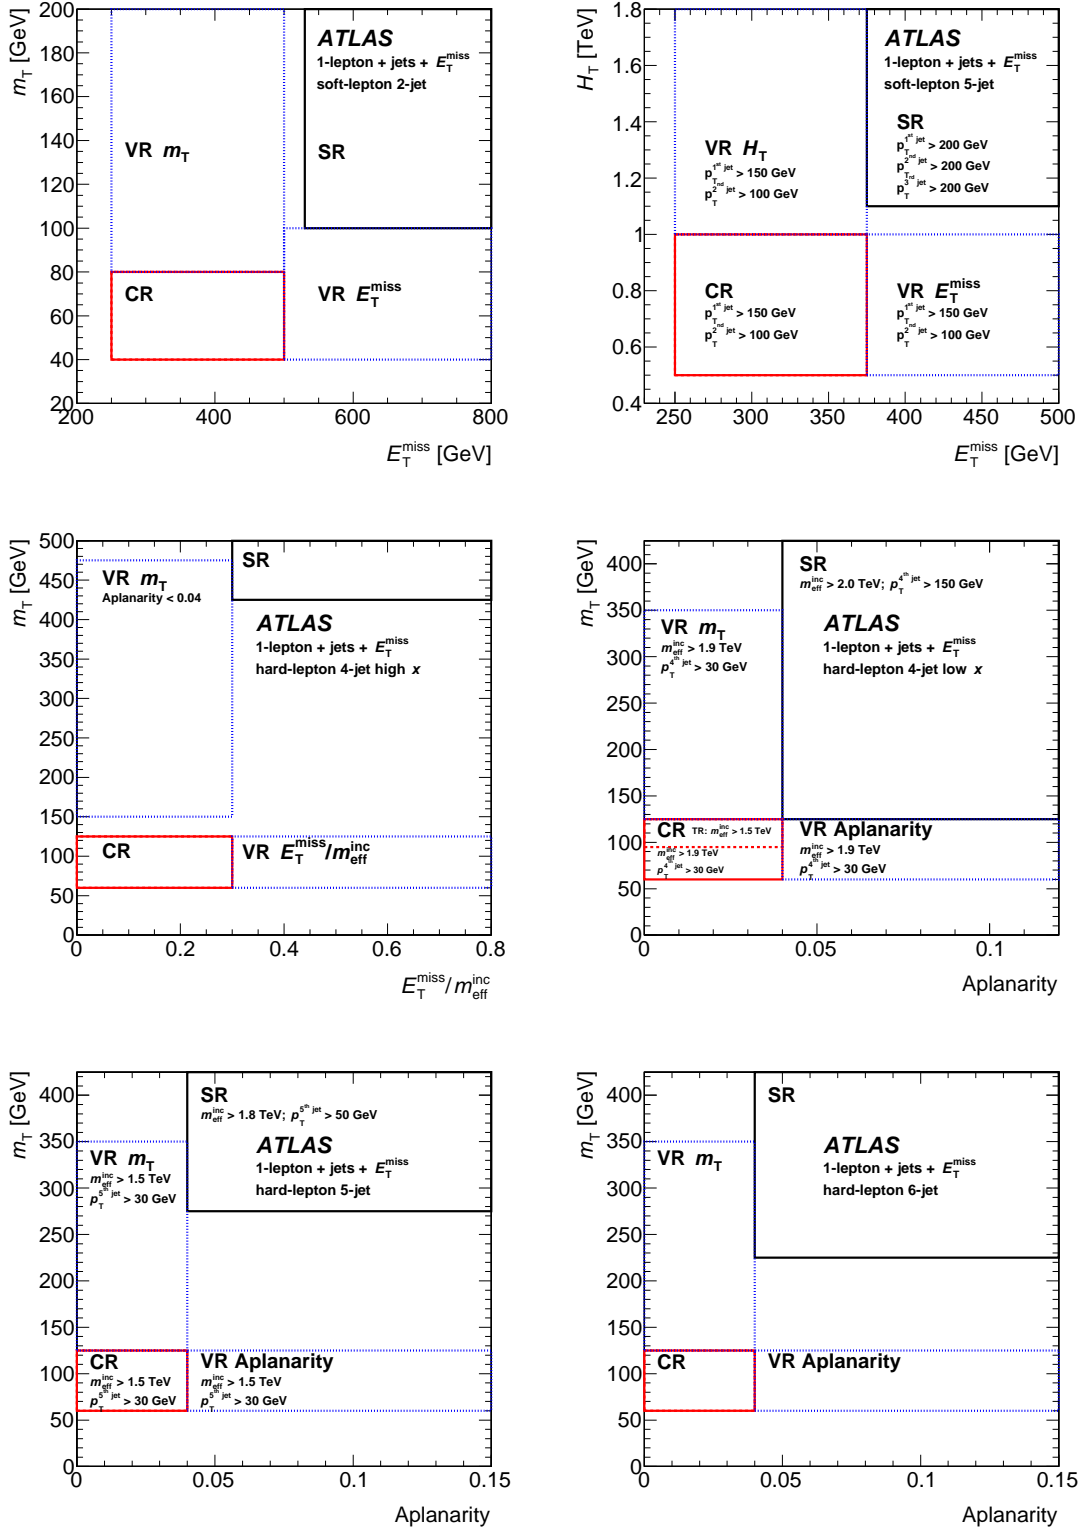 m_T [GeV]
200
180
160
140
120
100
80
60
40
20
ATLAS
1-lepton + jets + E_T^miss
soft-lepton 2-jet
VR m_T
SR
CR
VR E_T^miss
200 400 600 800
E_T^miss [GeV]
H_T [TeV]
1.8
1.6
1.4
1.2
1
0.8
0.6
0.4
ATLAS
1-lepton + jets + E_T^miss
soft-lepton 5-jet
SR
p_T^1st jet > 200 GeV
p_T^2nd jet > 200 GeV
p_T^3rd jet > 200 GeV
VR H_T
p_T^1st jet > 150 GeV
p_T^2nd jet > 100 GeV
CR
p_T^1st jet > 150 GeV
p_T^2nd jet > 100 GeV
VR E_T^miss
p_T^1st jet > 150 GeV
p_T^2nd jet > 100 GeV
250 300 350 400 450 500
E_T^miss [GeV]
m_T [GeV]
500
450
400
350
300
250
200
150
100
50
0
SR
VR m_T
Aplanarity < 0.04
ATLAS
1-lepton + jets + E_T^miss
hard-lepton 4-jet high x
CR
VR E_T^miss/m_eff^inc
0 0.2 0.4 0.6 0.8
E_T^miss/m_eff^inc
m_T [GeV]
400
350
300
250
200
150
100
50
0
SR
m_eff^inc > 2.0 TeV; p_T^4th jet > 150 GeV
VR m_T
m_eff^inc > 1.9 TeV
p_T^4th jet > 30 GeV
ATLAS
1-lepton + jets + E_T^miss
hard-lepton 4-jet low x
CR TR: m_eff^inc > 1.5 TeV
m_eff^inc > 1.9 TeV
p_T^4th jet > 30 GeV
VR Aplanarity
m_eff^inc > 1.9 TeV
p_T^4th jet > 30 GeV
0 0.05 0.1
Aplanarity
m_T [GeV]
400
350
300
250
200
150
100
50
0
SR
m_eff^inc > 1.8 TeV; p_T^5th jet > 50 GeV
ATLAS
1-lepton + jets + E_T^miss
hard-lepton 5-jet
VR m_T
m_eff^inc > 1.5 TeV
p_T^5th jet > 30 GeV
CR
m_eff^inc > 1.5 TeV
p_T^5th jet > 30 GeV
VR Aplanarity
m_eff^inc > 1.5 TeV
p_T^5th jet > 30 GeV
0 0.05 0.1 0.15
Aplanarity
m_T [GeV]
400
350
300
250
200
150
100
50
0
SR
ATLAS
1-lepton + jets + E_T^miss
hard-lepton 6-jet
VR m_T
CR
VR Aplanarity
0 0.05 0.1 0.15
Aplanarity